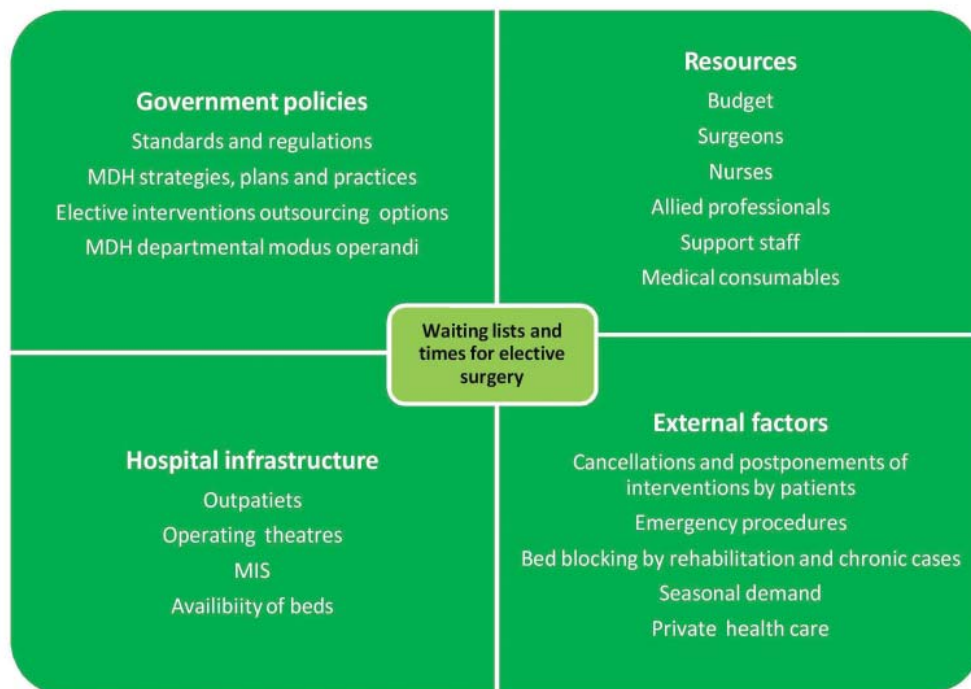 Government policies
Standards and regulations
MDH strategies, plans and practices
Elective interventions outsourcing options
MDH departmental modus operandi
Resources
Budget
Surgeons
Nurses
Allied professionals
Support staff
Medical consumables
Waiting lists and
times for elective
surgery
Hospital infrastructure
Outpatiets
Operating theatres
MIS
Availibiity of beds
External factors
Cancellations and postponements of
interventions by patients
Emergency procedures
Bed blocking by rehabilitation and chronic cases
Seasonal demand
Private health care